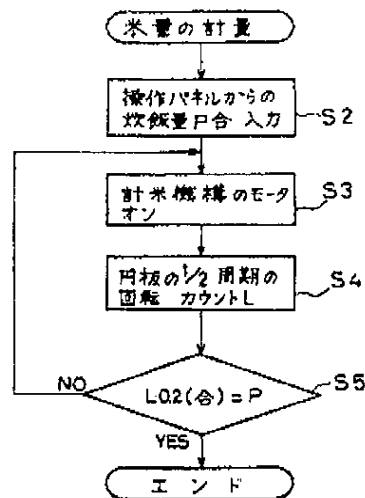 米量の計量
操作パネルからの
炊飯量P合 入力
S2
計米機構のモータ
オン
S3
円板の1/2周期の
回転 カウントL
S4
NO
L0.2(合)=P
S5
YES
エンド